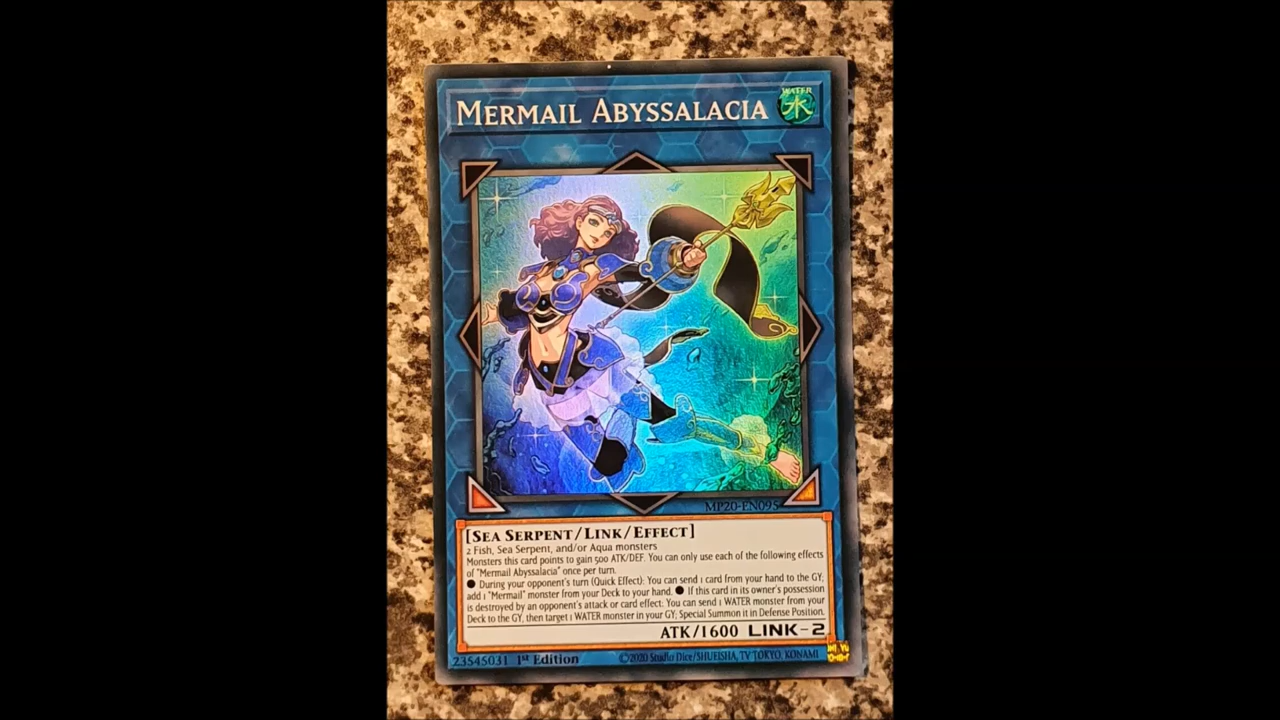 MERMAIL ABYSSALACIA
WATER
水
MP20-EN095
[SEA SERPENT/LINK/EFFECT]
2 Fish, Sea Serpent, and/or Aqua monsters
Monsters this card points to gain 500 ATK/DEF. You can only use each of the following effects
of "Mermail Abyssalacia" once per turn.
● During your opponent's turn (Quick Effect): You can send 1 card from your hand to the GY;
add 1 "Mermail" monster from your Deck to your hand. ● If this card in its owner's possession
is destroyed by an opponent's attack or card effect: You can send 1 WATER monster from your
Deck to the GY, then target 1 WATER monster in your GY; Special Summon it in Defense Position.
ATK/1600 LINK-2
23545031 1st Edition ©2020 Studio Dice/SHUEISHA, TV TOKYO, KONAMI